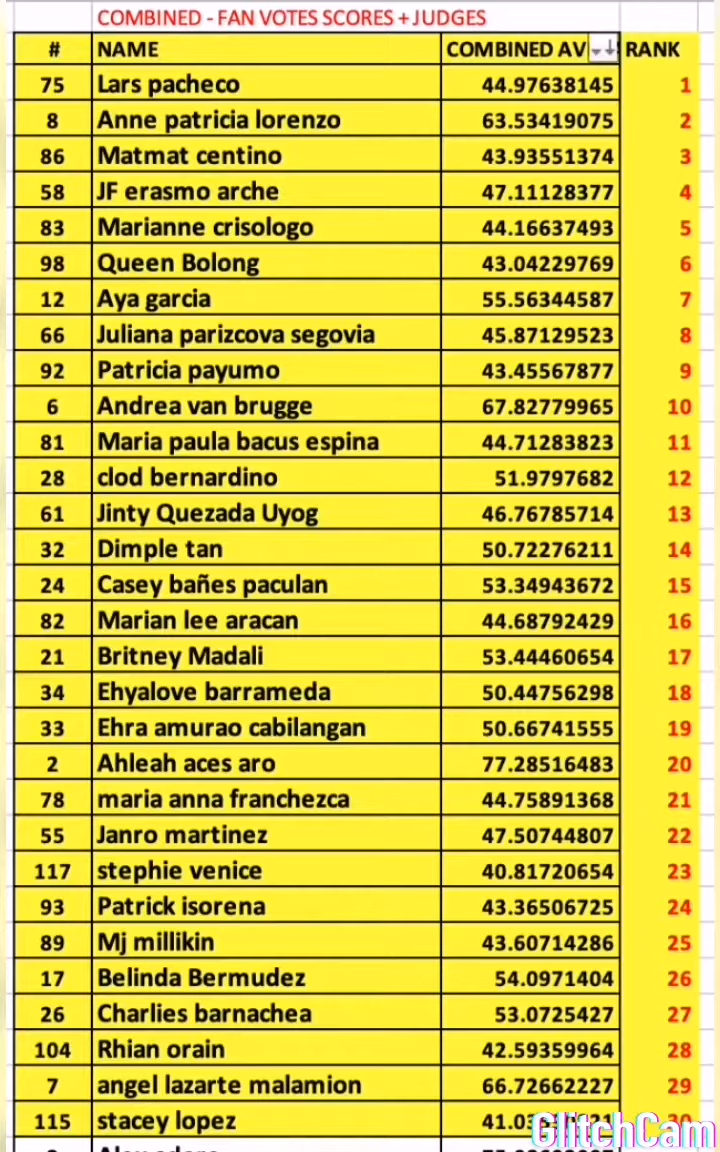 COMBINED - FAN VOTES SCORES + JUDGES
# NAME COMBINED AV RANK
75 Lars pacheco 44.97638145 1
8 Anne patricia lorenzo 63.53419075 2
86 Matmat centino 43.93551374 3
58 JF erasmo arche 47.11128377 4
83 Marianne crisologo 44.16637493 5
98 Queen Bolong 43.04229769 6
12 Aya garcia 55.56344587 7
66 Juliana parizcova segovia 45.87129523 8
92 Patricia payumo 43.45567877 9
6 Andrea van brugge 67.82779965 10
81 Maria paula bacus espina 44.71283823 11
28 clod bernardino 51.9797682 12
61 Jinty Quezada Uyog 46.76785714 13
32 Dimple tan 50.72276211 14
24 Casey bañes paculan 53.34943672 15
82 Marian lee aracan 44.68792429 16
21 Britney Madali 53.44460654 17
34 Ehyalove barrameda 50.44756298 18
33 Ehra amurao cabilangan 50.66741555 19
2 Ahleah aces aro 77.28516483 20
78 maria anna franchezca 44.75891368 21
55 Janro martinez 47.50744807 22
117 stephie venice 40.81720654 23
93 Patrick isorena 43.36506725 24
89 Mj millikin 43.60714286 25
17 Belinda Bermudez 54.0971404 26
26 Charlies barnachea 53.0725427 27
104 Rhian orain 42.59359964 28
7 angel lazarte malamion 66.72662227 29
115 stacey lopez 30
GlitchCam